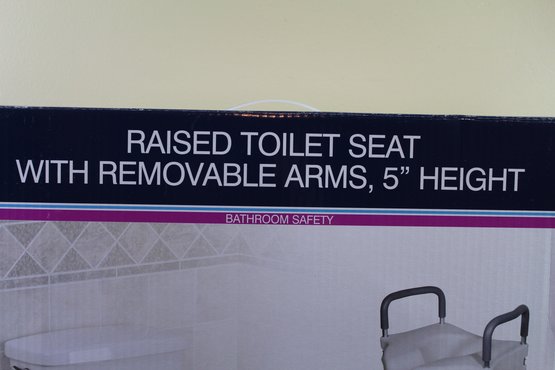 RAISED TOILET SEAT
WITH REMOVABLE ARMS, 5” HEIGHT
BATHROOM SAFETY